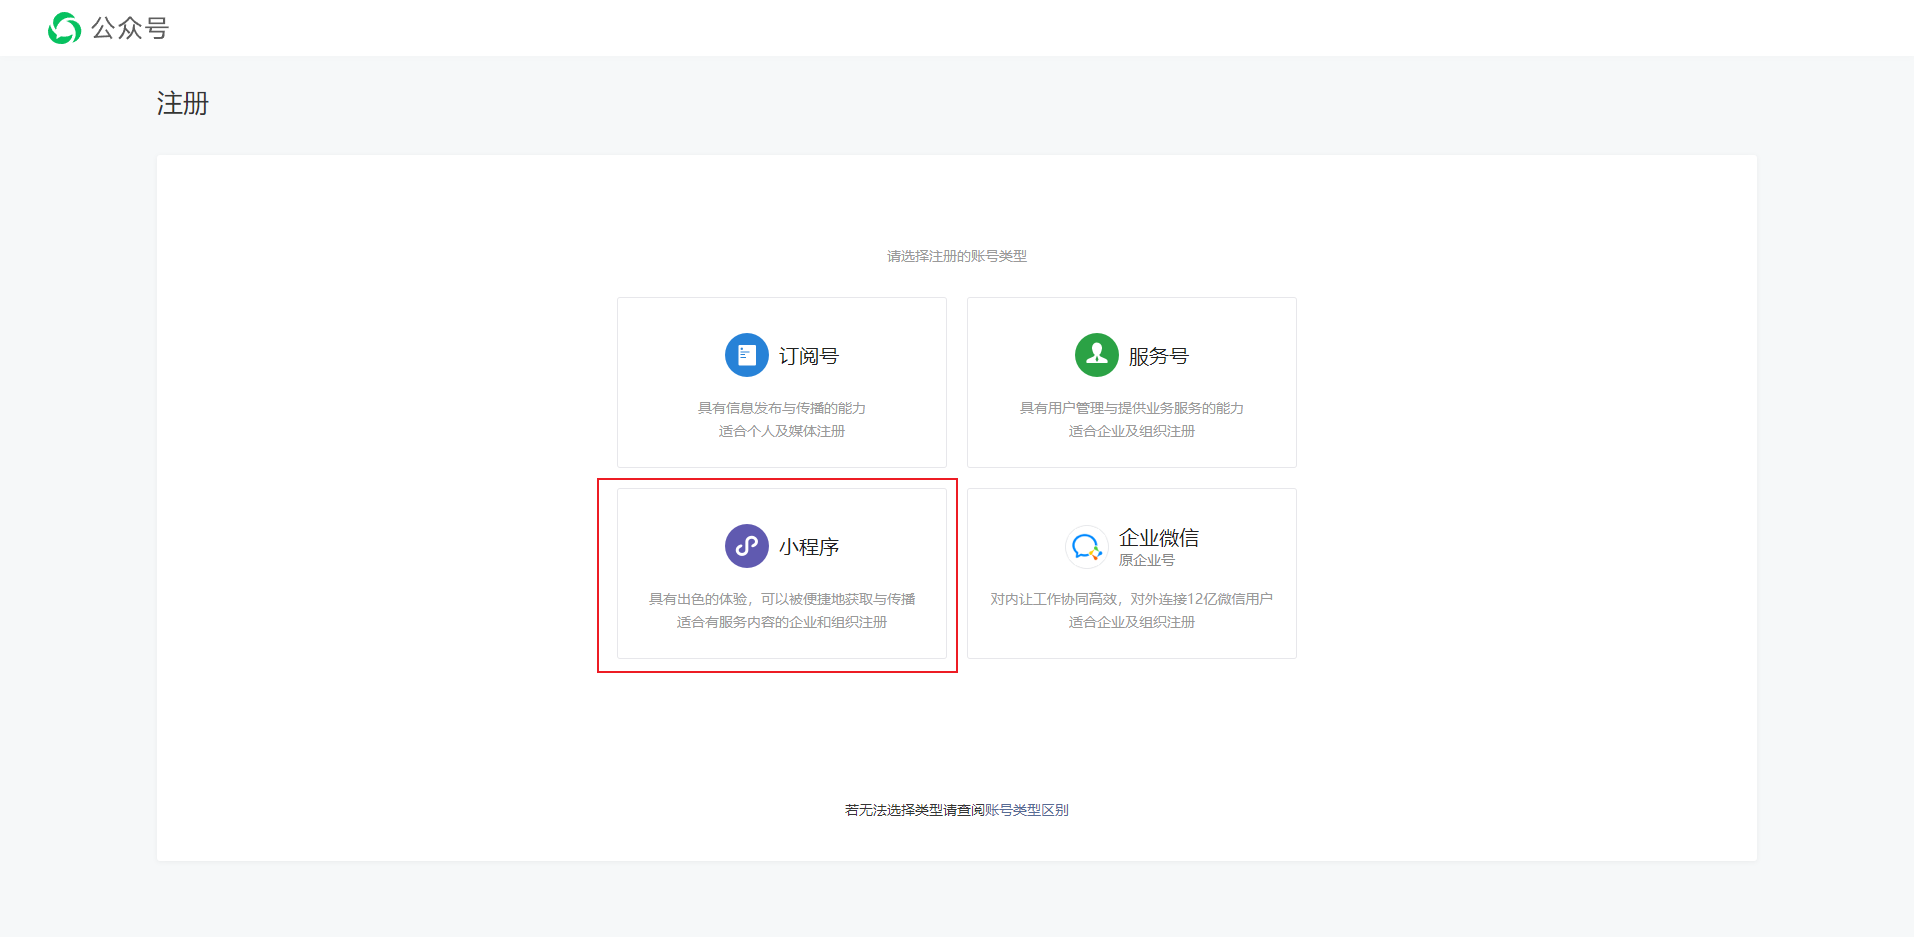 公众号
注册
请选择注册的账号类型
订阅号
具有信息发布与传播的能力
适合个人及媒体注册
服务号
具有用户管理与提供业务服务的能力
适合企业及组织注册
小程序
具有出色的体验，可以被便捷地获取与传播
适合有服务内容的企业和组织注册
企业微信
原企业号
对内让工作协同高效，对外连接12亿微信用户
适合企业及组织注册
若无法选择类型请查阅账号类型区别